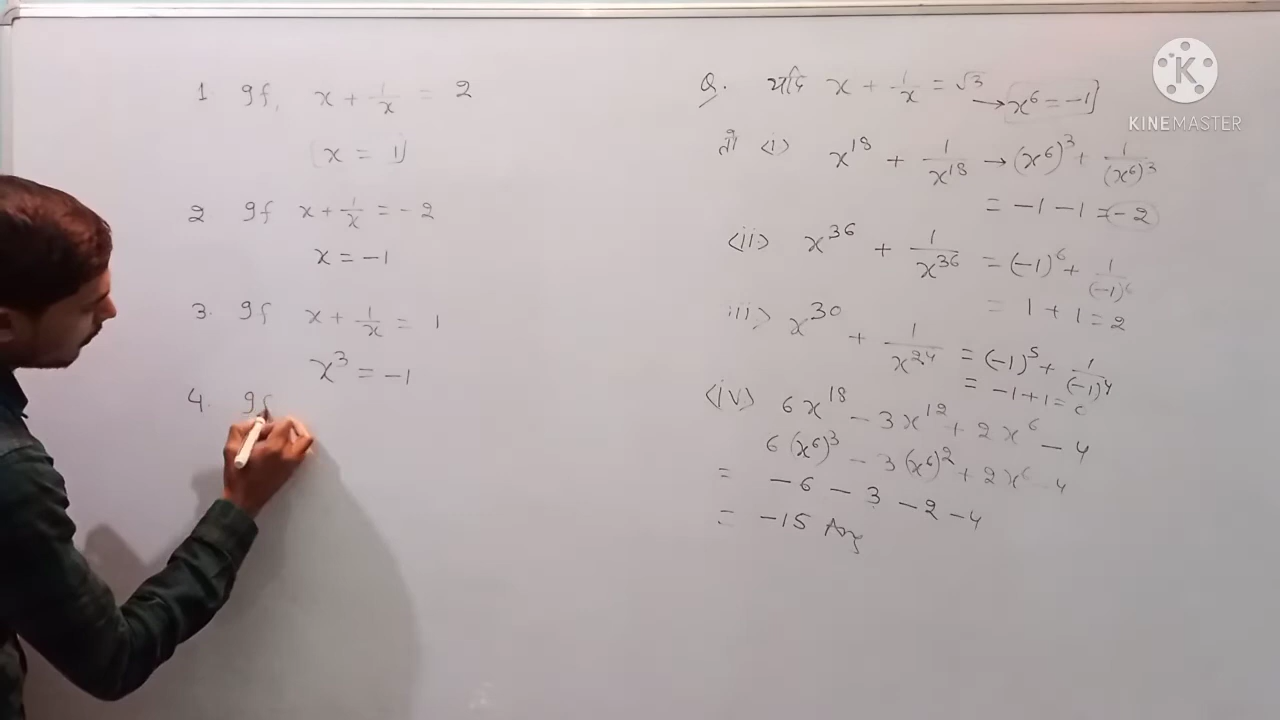 1. If, x + 1/x = 2
(x = 1)
2. If x + 1/x = -2
x = -1
3. If x + 1/x = 1
x³ = -1
4. If
Q. यदि x + 1/x = √3 → x⁶ = -1]
तो (i) x¹⁸ + 1/x¹⁸ → (x⁶)³ + 1/(x⁶)³
= -1 - 1 = -2
(ii) x³⁶ + 1/x³⁶ = (-1)⁶ + 1/(-1)⁶
= 1 + 1 = 2
iii) x³⁰ + 1/x²⁴ = (-1)⁵ + 1/(-1)⁴
= -1 + 1 = 0
(iv) 6x¹⁸ - 3x¹² + 2x⁶ - 4
6(x⁶)³ - 3(x⁶)² + 2x⁶ - 4
= -6 - 3 - 2 - 4
= -15 Ans
K
KINEMASTER